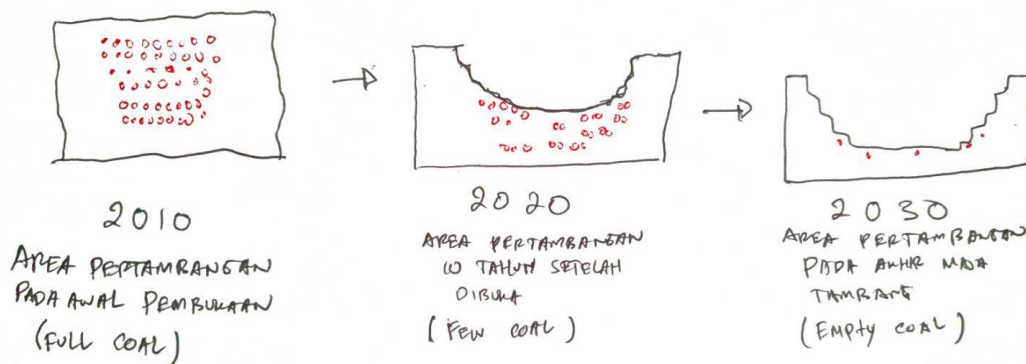 2010
AREA PERTAMBANGAN
PADA AWAL PEMBUKAAN
(FULL COAL)
2020
AREA PERTAMBANGAN
10 TAHUN SETELAH
DIBUKA
(FEW COAL)
2030
AREA PERTAMBANGAN
PADA AKHIR MASA
TAMBANG
(EMPTY COAL)